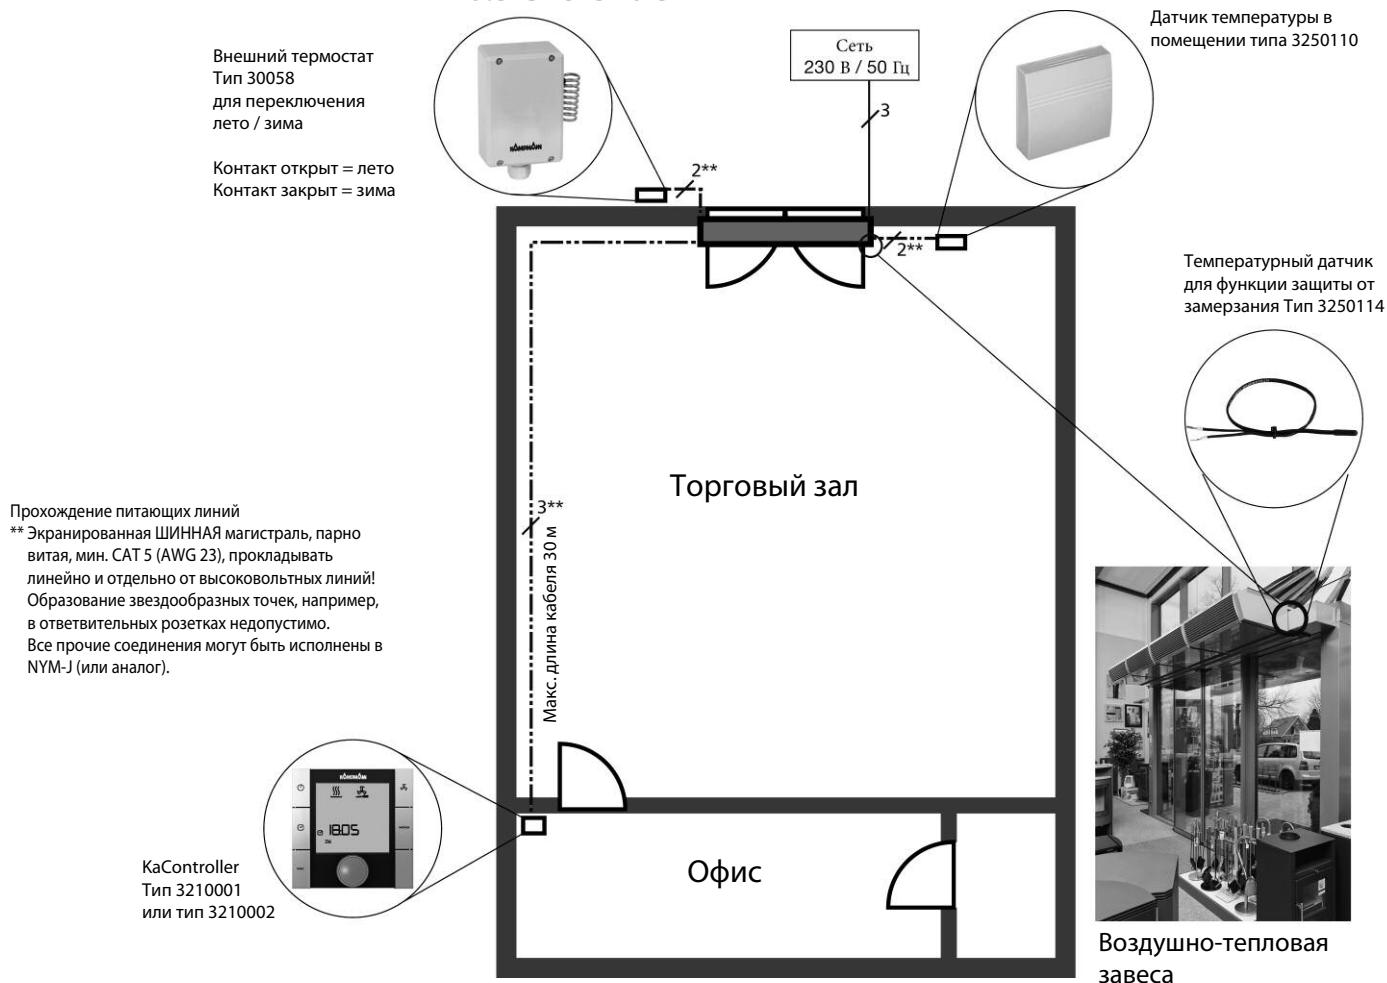 Датчик температуры в
помещении типа 3250110
Внешний термостат
Тип 30058
для переключения
лето / зима
Контакт открыт = лето
Контакт закрыт = зима
KAMPMANN
Сеть
230 В / 50 Гц
3
2**
2**
Температурный датчик
для функции защиты от
замерзания Тип 3250114
Торговый зал
3**
Макс. длина кабеля 30 м
Прохождение питающих линий
** Экранированная ШИННАЯ магистраль, парно
витая, мин. CAT 5 (AWG 23), прокладывать
линейно и отдельно от высоковольтных линий!
Образование звездообразных точек, например,
в ответвительных розетках недопустимо.
Все прочие соединения могут быть исполнены в
NYM-J (или аналог).
KAMPMANN
18:05
KaController
Тип 3210001
или тип 3210002
Офис
Воздушно-тепловая
завеса